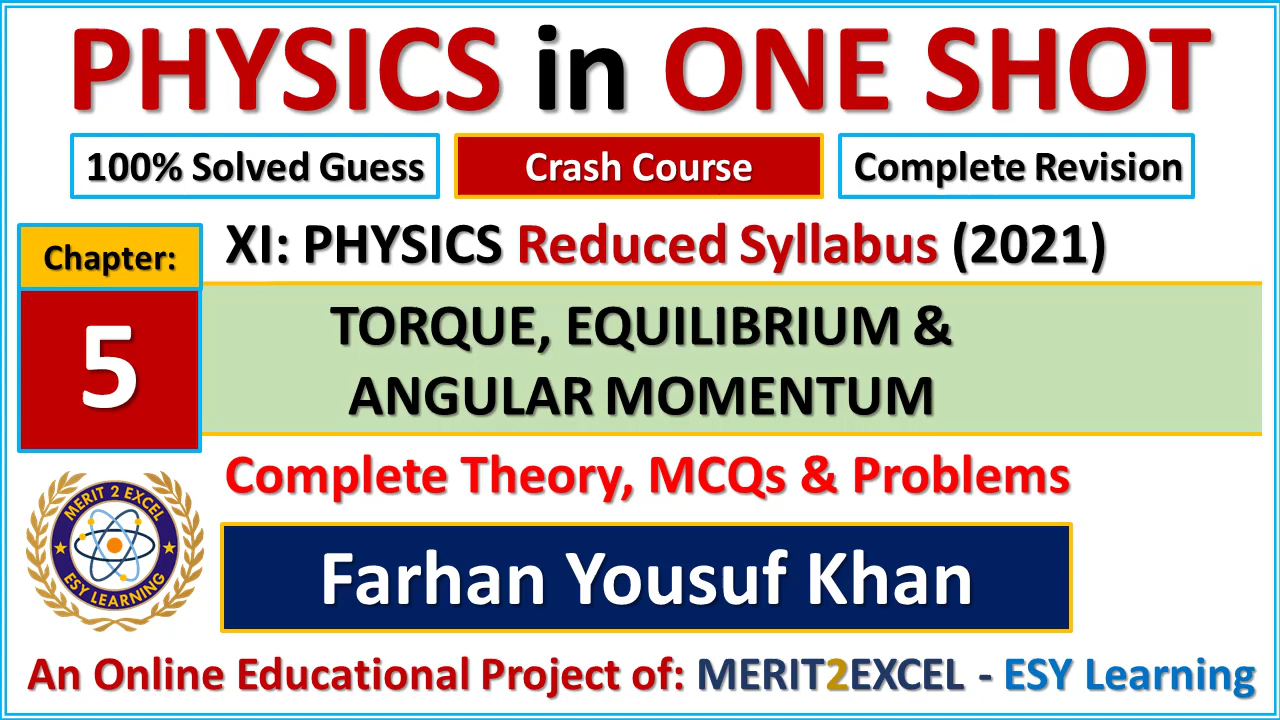 PHYSICS in ONE SHOT
100% Solved Guess
Crash Course
Complete Revision
Chapter:
5
XI: PHYSICS Reduced Syllabus (2021)
TORQUE, EQUILIBRIUM &
ANGULAR MOMENTUM
Complete Theory, MCQs & Problems
MERIT 2 EXCEL
ESY LEARNING
Farhan Yousuf Khan
An Online Educational Project of: MERIT2EXCEL - ESY Learning